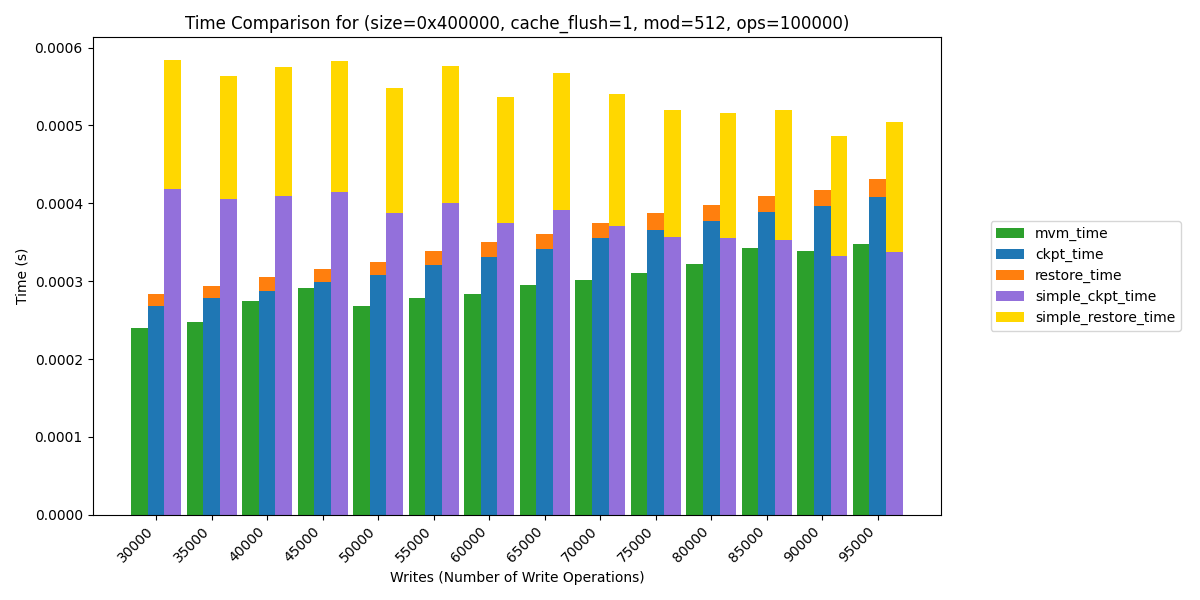 Time Comparison for (size=0x400000, cache_flush=1, mod=512, ops=100000)
Time (s)
0.0006
0.0005
0.0004
0.0003
0.0002
0.0001
0.0000
30000
35000
40000
45000
50000
55000
60000
65000
70000
75000
80000
85000
90000
95000
Writes (Number of Write Operations)
mvm_time
ckpt_time
restore_time
simple_ckpt_time
simple_restore_time